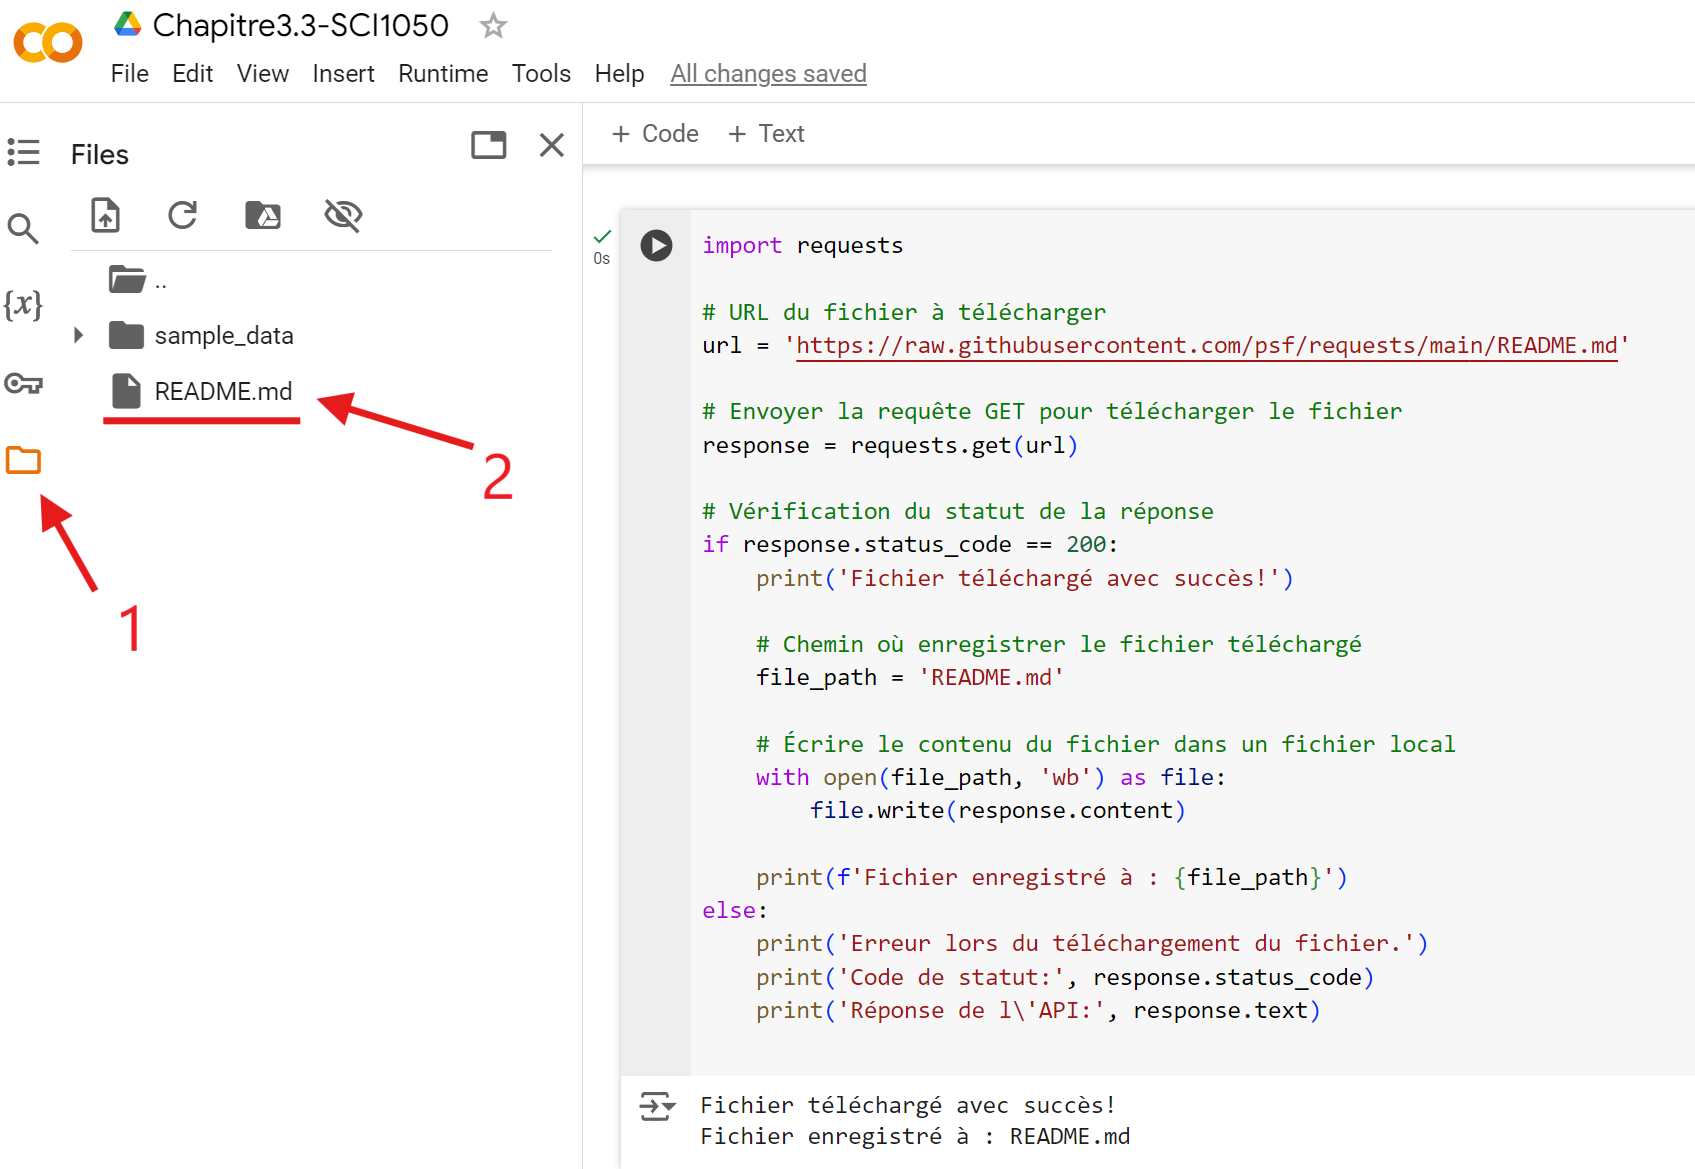 Chapitre3.3-SCI1050
File Edit View Insert Runtime Tools Help All changes saved
Files
..
sample_data
README.md
{x}
1
2
+ Code + Text
0s
import requests
# URL du fichier à télécharger
url = 'https://raw.githubusercontent.com/psf/requests/main/README.md'
# Envoyer la requête GET pour télécharger le fichier
response = requests.get(url)
# Vérification du statut de la réponse
if response.status_code == 200:
    print('Fichier téléchargé avec succès!')
    # Chemin où enregistrer le fichier téléchargé
    file_path = 'README.md'
    # Écrire le contenu du fichier dans un fichier local
    with open(file_path, 'wb') as file:
        file.write(response.content)
    print(f'Fichier enregistré à : {file_path}')
else:
    print('Erreur lors du téléchargement du fichier.')
    print('Code de statut:', response.status_code)
    print('Réponse de l\'API:', response.text)
Fichier téléchargé avec succès!
Fichier enregistré à : README.md